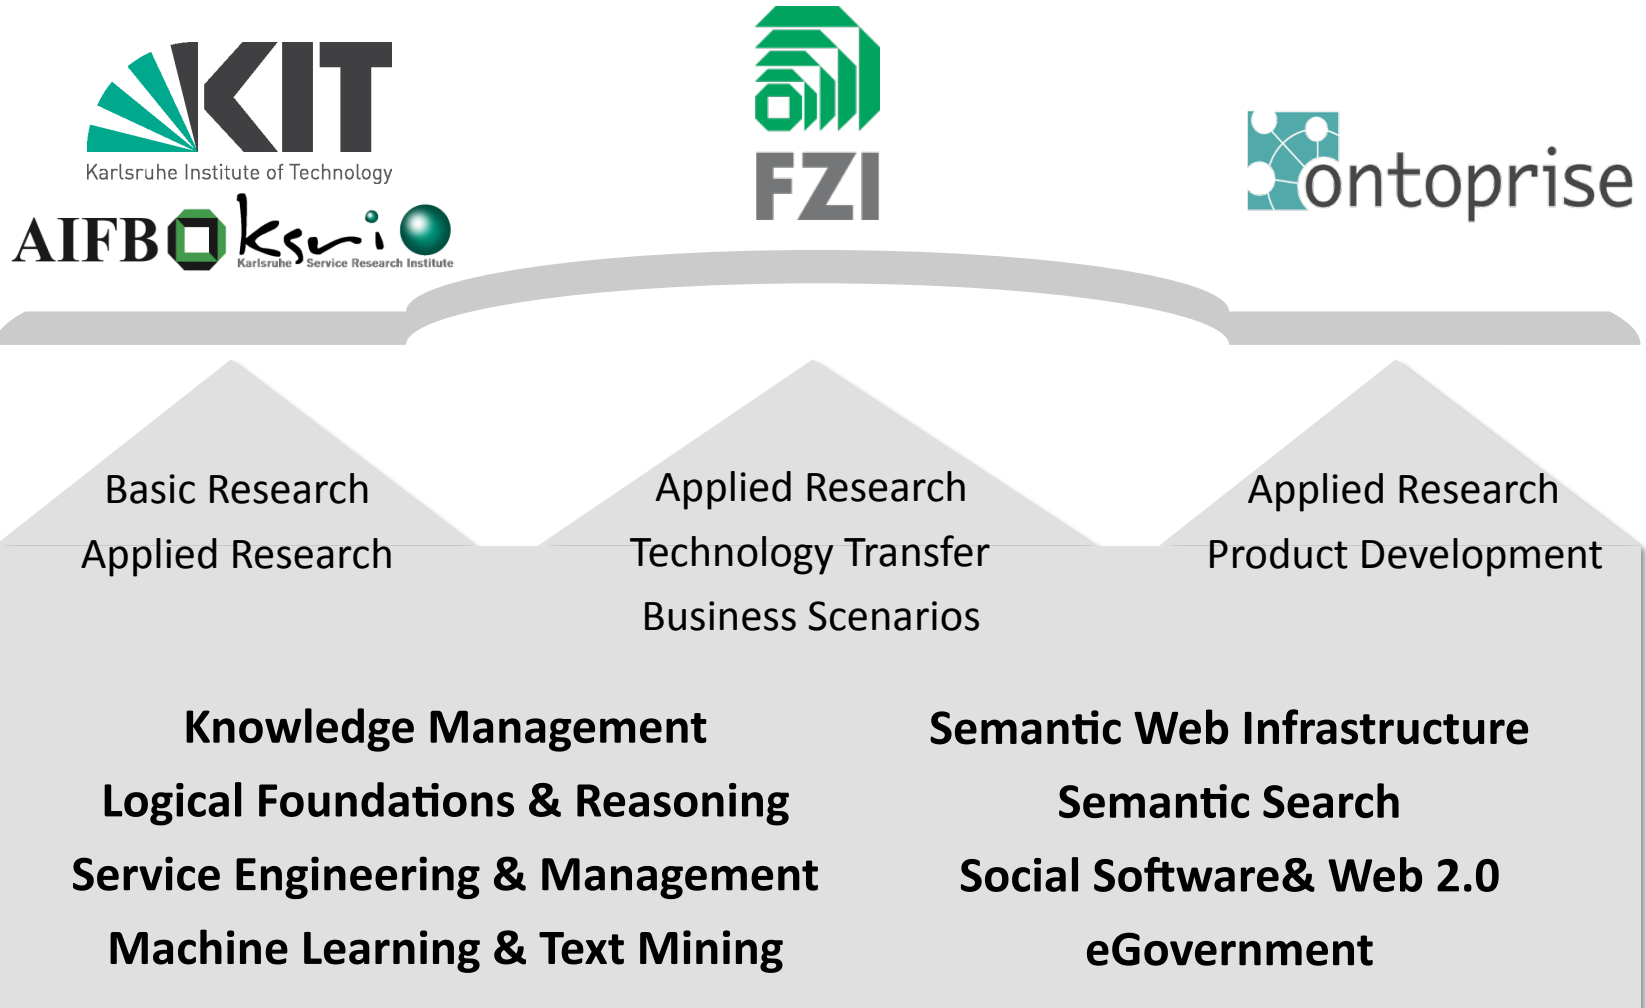 KIT
Karlsruhe Institute of Technology
AIFB
ksri
Karlsruhe Service Research Institute
FZI
ontoprise
Basic Research
Applied Research
Applied Research
Technology Transfer
Business Scenarios
Applied Research
Product Development
Knowledge Management
Logical Foundations & Reasoning
Service Engineering & Management
Machine Learning & Text Mining
Semantic Web Infrastructure
Semantic Search
Social Software& Web 2.0
eGovernment